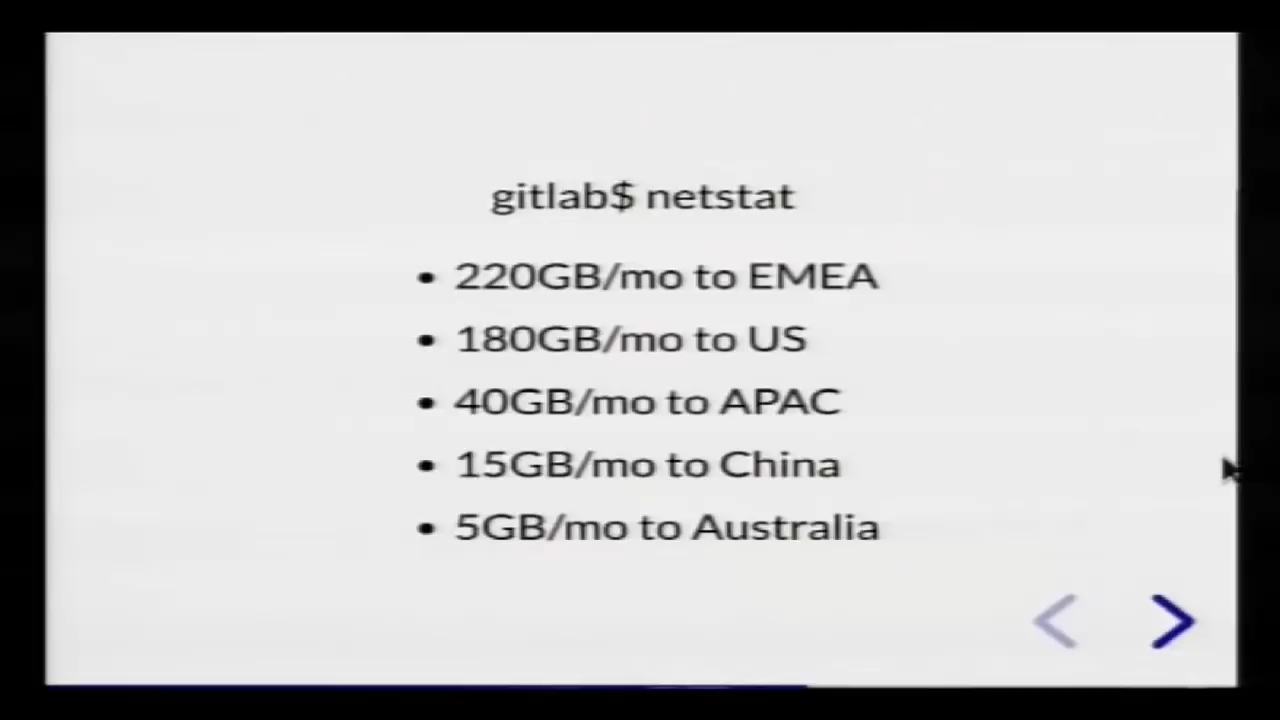 gitlab$ netstat
• 220GB/mo to EMEA
• 180GB/mo to US
• 40GB/mo to APAC
• 15GB/mo to China
• 5GB/mo to Australia